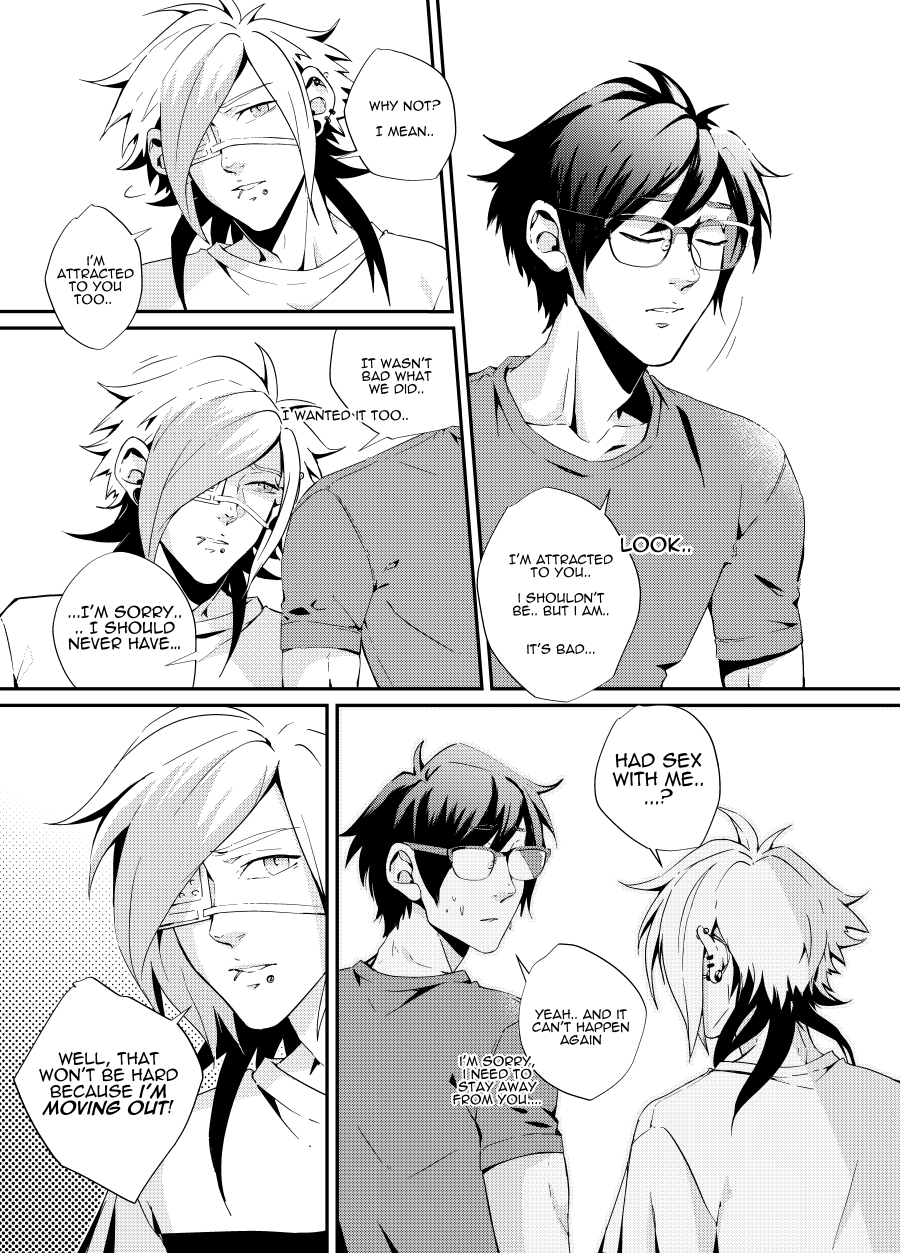 LOOK..
I'M ATTRACTED
TO YOU..
I SHOULDN'T
BE.. BUT I AM..
IT'S BAD...
WHY NOT?
I MEAN..
I'M
ATTRACTED
TO YOU
TOO..
IT WASN'T
BAD WHAT
WE DID..
I WANTED IT TOO..
...I'M SORRY..
.. I SHOULD
NEVER HAVE...
HAD SEX
WITH ME..
...?
YEAH.. AND IT
CAN'T HAPPEN
AGAIN
I'M SORRY,
I NEED TO
STAY AWAY
FROM YOU....
WELL, THAT
WON'T BE HARD
BECAUSE I'M
MOVING OUT!